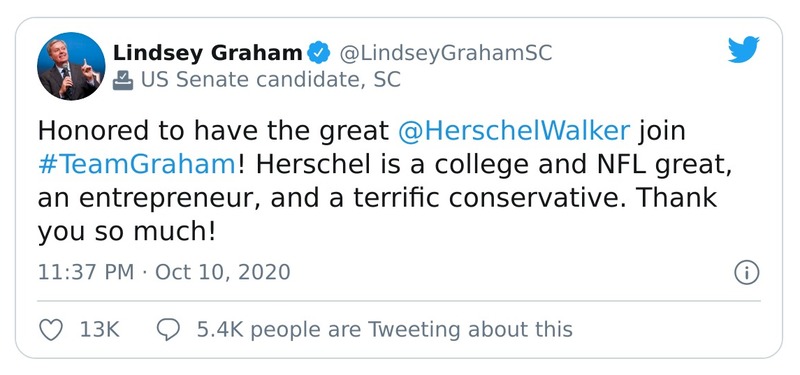 Lindsey Graham @LindseyGrahamSC
US Senate candidate, SC
Honored to have the great @HerschelWalker join
#TeamGraham! Herschel is a college and NFL great,
an entrepreneur, and a terrific conservative. Thank
you so much!
11:37 PM · Oct 10, 2020
13K 5.4K people are Tweeting about this